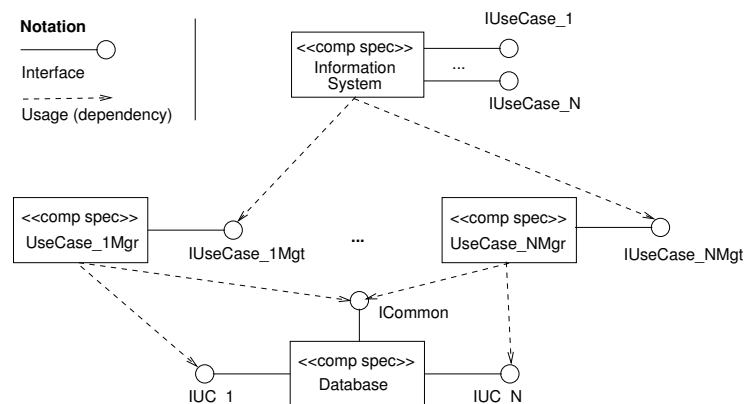 Notation
Interface
Usage (dependency)
<<comp spec>>
Information
System
IUseCase_1
...
IUseCase_N
<<comp spec>>
UseCase_1Mgr
IUseCase_1Mgt
...
<<comp spec>>
UseCase_NMgr
IUseCase_NMgt
ICommon
<<comp spec>>
Database
IUC_1
IUC_N